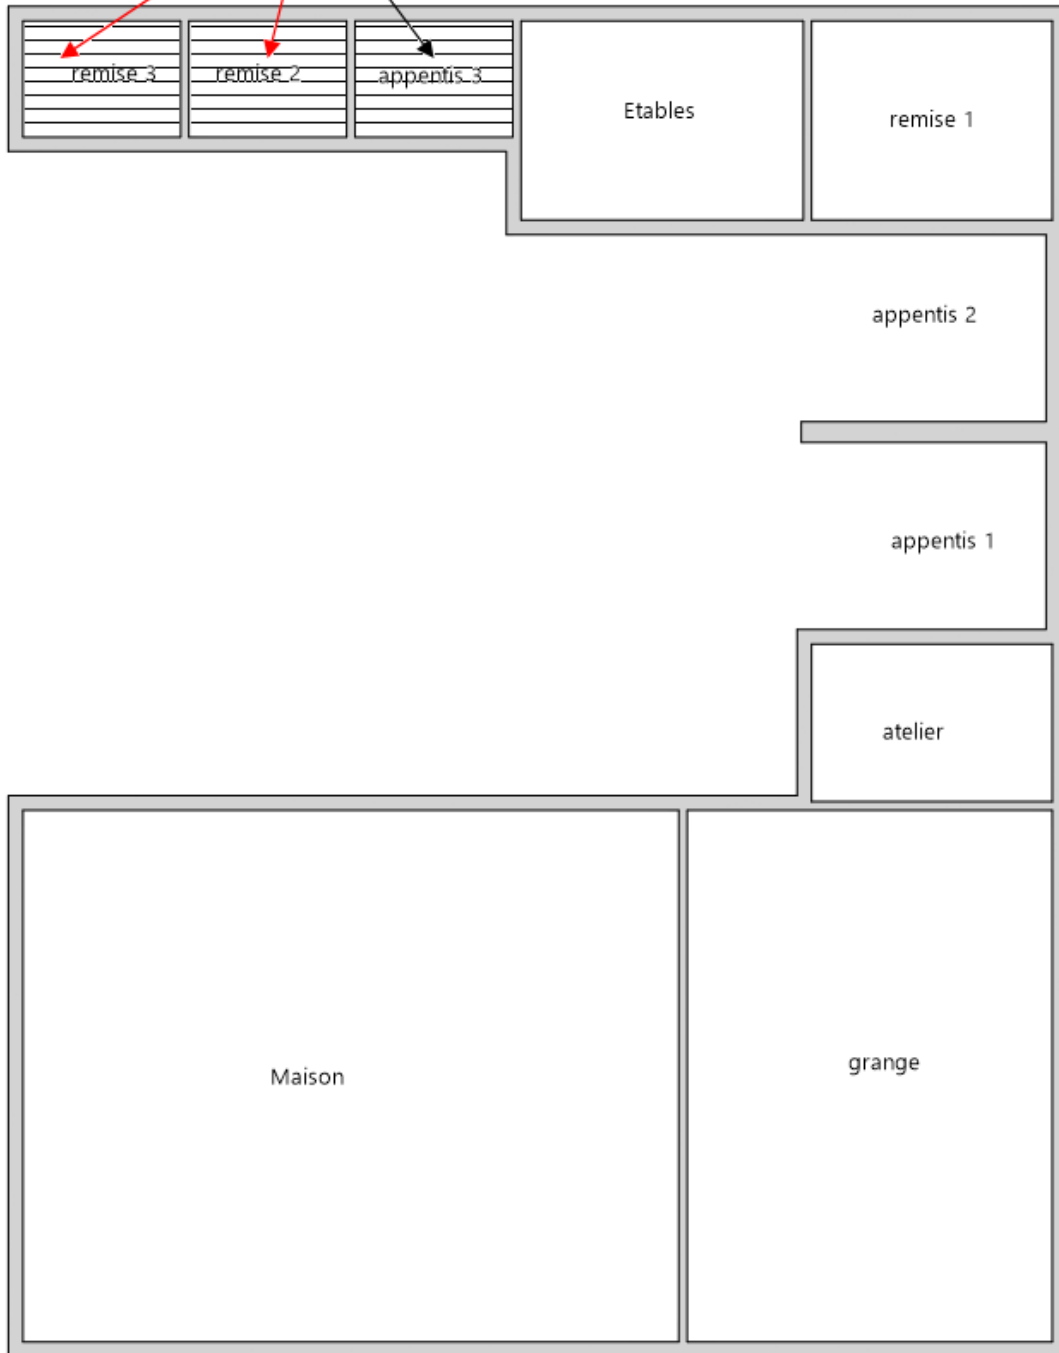 remise 3
remise 2
appentis 3
Etables
remise 1
appentis 2
appentis 1
atelier
Maison
grange